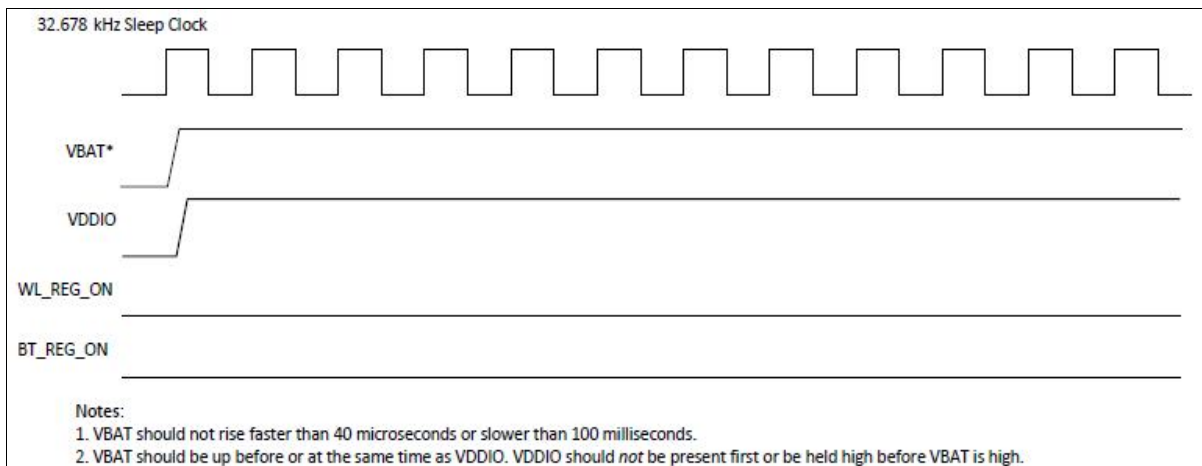 32.678 kHz Sleep Clock
VBAT*
VDDIO
WL_REG_ON
BT_REG_ON
Notes:
1. VBAT should not rise faster than 40 microseconds or slower than 100 milliseconds.
2. VBAT should be up before or at the same time as VDDIO. VDDIO should not be present first or be held high before VBAT is high.